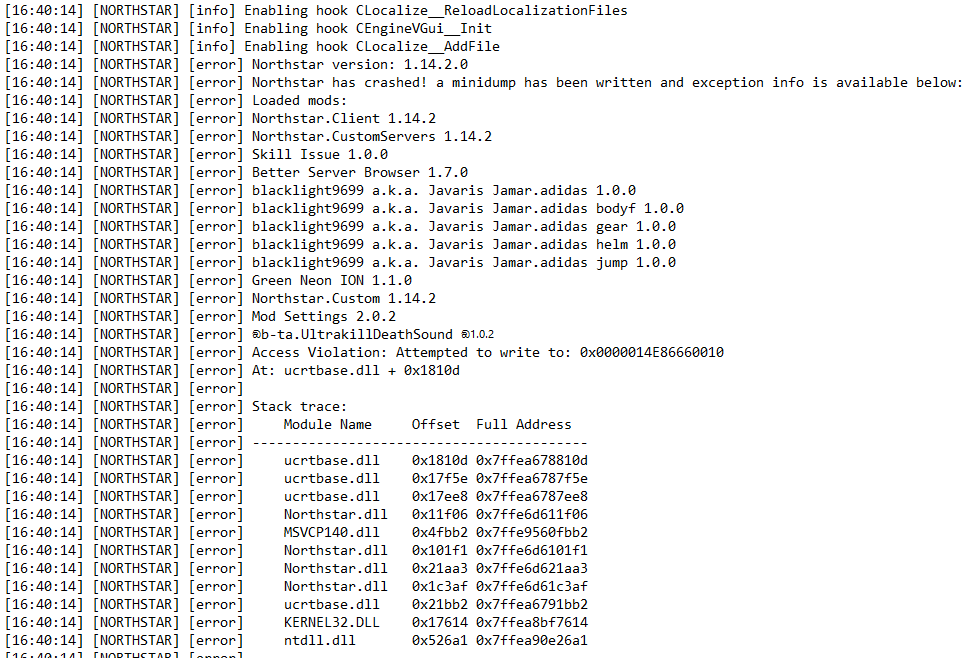 [16:40:14] [NORTHSTAR] [info] Enabling hook CLocalize__ReloadLocalizationFiles
[16:40:14] [NORTHSTAR] [info] Enabling hook CEngineVGui__Init
[16:40:14] [NORTHSTAR] [info] Enabling hook CLocalize__AddFile
[16:40:14] [NORTHSTAR] [error] Northstar version: 1.14.2.0
[16:40:14] [NORTHSTAR] [error] Northstar has crashed! a minidump has been written and exception info is available below:
[16:40:14] [NORTHSTAR] [error] Loaded mods:
[16:40:14] [NORTHSTAR] [error] Northstar.Client 1.14.2
[16:40:14] [NORTHSTAR] [error] Northstar.CustomServers 1.14.2
[16:40:14] [NORTHSTAR] [error] Skill Issue 1.0.0
[16:40:14] [NORTHSTAR] [error] Better Server Browser 1.7.0
[16:40:14] [NORTHSTAR] [error] blacklight9699 a.k.a. Javaris Jamar.adidas 1.0.0
[16:40:14] [NORTHSTAR] [error] blacklight9699 a.k.a. Javaris Jamar.adidas bodyf 1.0.0
[16:40:14] [NORTHSTAR] [error] blacklight9699 a.k.a. Javaris Jamar.adidas gear 1.0.0
[16:40:14] [NORTHSTAR] [error] blacklight9699 a.k.a. Javaris Jamar.adidas helm 1.0.0
[16:40:14] [NORTHSTAR] [error] blacklight9699 a.k.a. Javaris Jamar.adidas jump 1.0.0
[16:40:14] [NORTHSTAR] [error] Green Neon ION 1.1.0
[16:40:14] [NORTHSTAR] [error] Northstar.Custom 1.14.2
[16:40:14] [NORTHSTAR] [error] Mod Settings 2.0.2
[16:40:14] [NORTHSTAR] [error] @b-ta.UltrakillDeathSound @1.0.2
[16:40:14] [NORTHSTAR] [error] Access Violation: Attempted to write to: 0x0000014E86660010
[16:40:14] [NORTHSTAR] [error] At: ucrtbase.dll + 0x1810d
[16:40:14] [NORTHSTAR] [error]
[16:40:14] [NORTHSTAR] [error] Stack trace:
[16:40:14] [NORTHSTAR] [error]     Module Name     Offset  Full Address
[16:40:14] [NORTHSTAR] [error] ------------------------------------------
[16:40:14] [NORTHSTAR] [error]     ucrtbase.dll    0x1810d 0x7ffea678810d
[16:40:14] [NORTHSTAR] [error]     ucrtbase.dll    0x17f5e 0x7ffea6787f5e
[16:40:14] [NORTHSTAR] [error]     ucrtbase.dll    0x17ee8 0x7ffea6787ee8
[16:40:14] [NORTHSTAR] [error]     Northstar.dll   0x11f06 0x7ffe6d611f06
[16:40:14] [NORTHSTAR] [error]     MSVCP140.dll    0x4fbb2 0x7ffe9560fbb2
[16:40:14] [NORTHSTAR] [error]     Northstar.dll   0x101f1 0x7ffe6d6101f1
[16:40:14] [NORTHSTAR] [error]     Northstar.dll   0x21aa3 0x7ffe6d621aa3
[16:40:14] [NORTHSTAR] [error]     Northstar.dll   0x1c3af 0x7ffe6d61c3af
[16:40:14] [NORTHSTAR] [error]     ucrtbase.dll    0x21bb2 0x7ffea6791bb2
[16:40:14] [NORTHSTAR] [error]     KERNEL32.DLL    0x17614 0x7ffea8bf7614
[16:40:14] [NORTHSTAR] [error]     ntdll.dll       0x526a1 0x7ffea90e26a1
[16:40:14] [NORTHSTAR] [error]